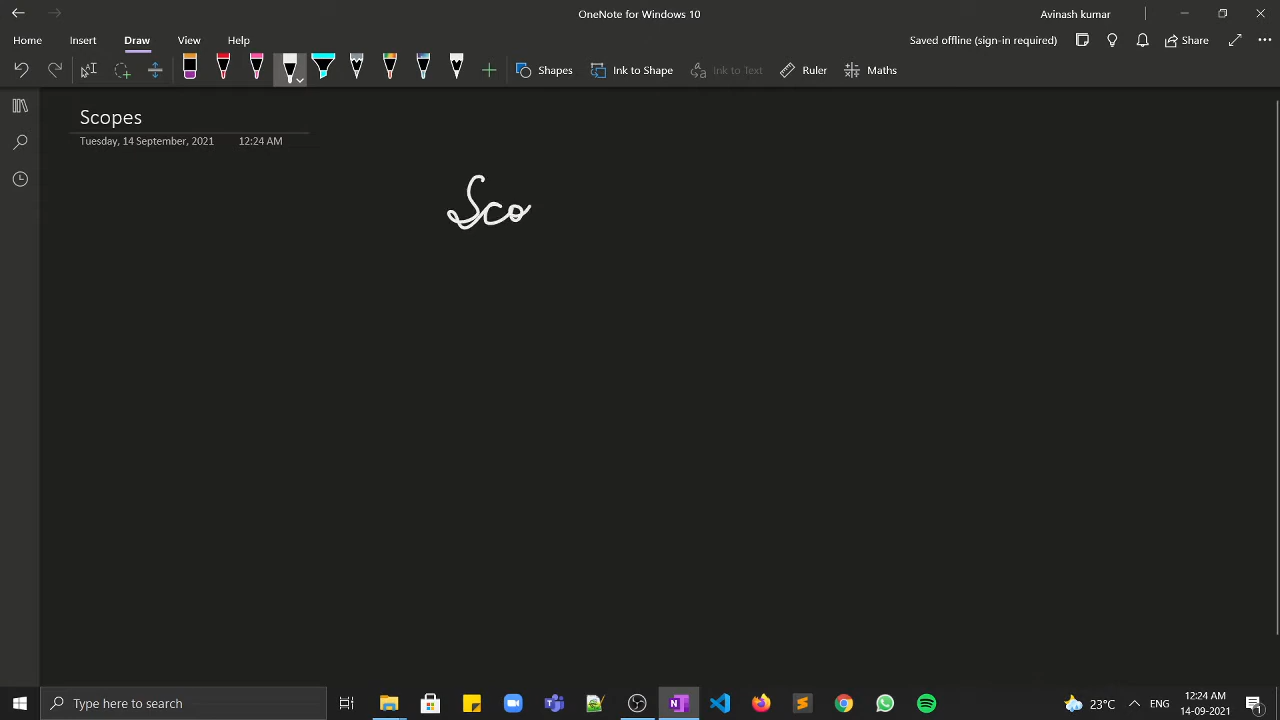 OneNote for Windows 10
Avinash kumar
Home
Insert
Draw
View
Help
Saved offline (sign-in required)
Share
Shapes
Ink to Shape
Ink to Text
Ruler
Maths
Scopes
Tuesday, 14 September, 2021 12:24 AM
Sco
Type here to search
23°C
ENG
12:24 AM
14-09-2021
1